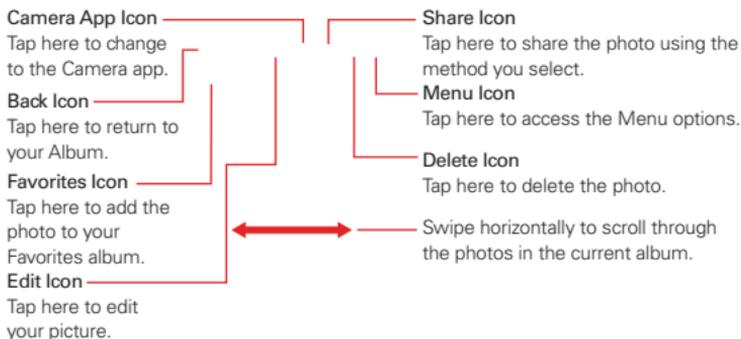 Camera App Icon
Tap here to change
to the Camera app.
Back Icon
Tap here to return to
your Album.
Favorites Icon
Tap here to add the
photo to your
Favorites album.
Edit Icon
Tap here to edit
your picture.
Share Icon
Tap here to share the photo using the
method you select.
Menu Icon
Tap here to access the Menu options.
Delete Icon
Tap here to delete the photo.
Swipe horizontally to scroll through
the photos in the current album.